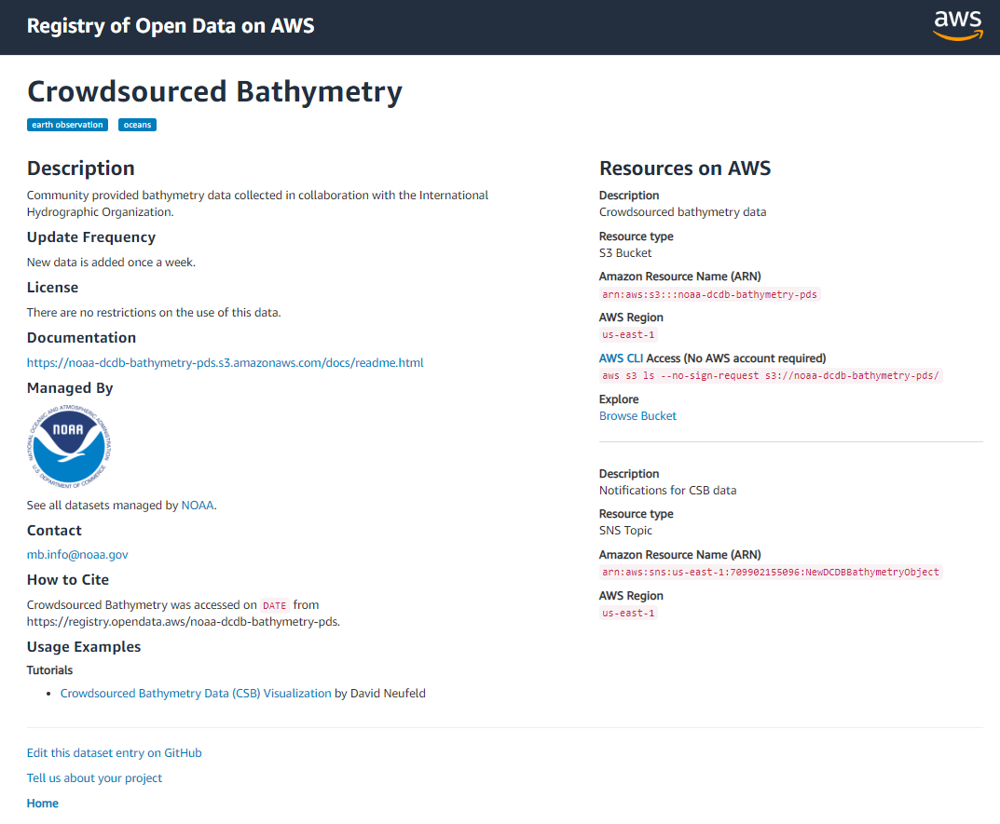 Registry of Open Data on AWS
aws
Crowdsourced Bathymetry
earth observation
oceans
Description
Community provided bathymetry data collected in collaboration with the International
Hydrographic Organization.
Update Frequency
New data is added once a week.
License
There are no restrictions on the use of this data.
Documentation
https://noaa-dcdb-bathymetry-pds.s3.amazonaws.com/docs/readme.html
Managed By
NATIONAL OCEANIC AND ATMOSPHERIC ADMINISTRATION
NOAA
U.S. DEPARTMENT OF COMMERCE
See all datasets managed by NOAA.
Contact
mb.info@noaa.gov
How to Cite
Crowdsourced Bathymetry was accessed on DATE from
https://registry.opendata.aws/noaa-dcdb-bathymetry-pds.
Usage Examples
Tutorials
• Crowdsourced Bathymetry Data (CSB) Visualization by David Neufeld
Resources on AWS
Description
Crowdsourced bathymetry data
Resource type
S3 Bucket
Amazon Resource Name (ARN)
arn:aws:s3:::noaa-dcdb-bathymetry-pds
AWS Region
us-east-1
AWS CLI Access (No AWS account required)
aws s3 ls --no-sign-request s3://noaa-dcdb-bathymetry-pds/
Explore
Browse Bucket
Description
Notifications for CSB data
Resource type
SNS Topic
Amazon Resource Name (ARN)
arn:aws:sns:us-east-1:709902155096:NewDCDBBathymetryObject
AWS Region
us-east-1
Edit this dataset entry on GitHub
Tell us about your project
Home